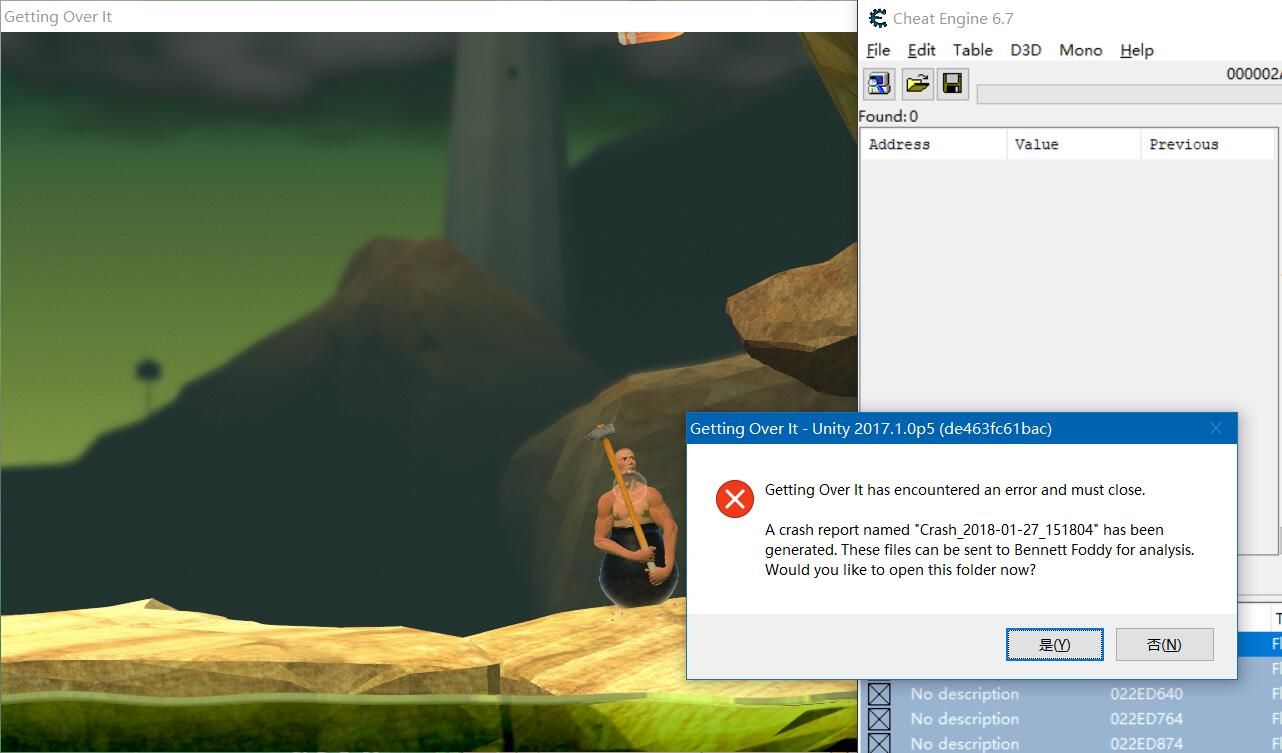 Getting Over It
Cheat Engine 6.7
File Edit Table D3D Mono Help
Found: 0
Address Value Previous
Getting Over It - Unity 2017.1.0p5 (de463fc61bac)
Getting Over It has encountered an error and must close.
A crash report named "Crash_2018-01-27_151804" has been
generated. These files can be sent to Bennett Foddy for analysis.
Would you like to open this folder now?
是(Y) 否(N)
No description 022ED640
No description 022ED764
No description 022ED874